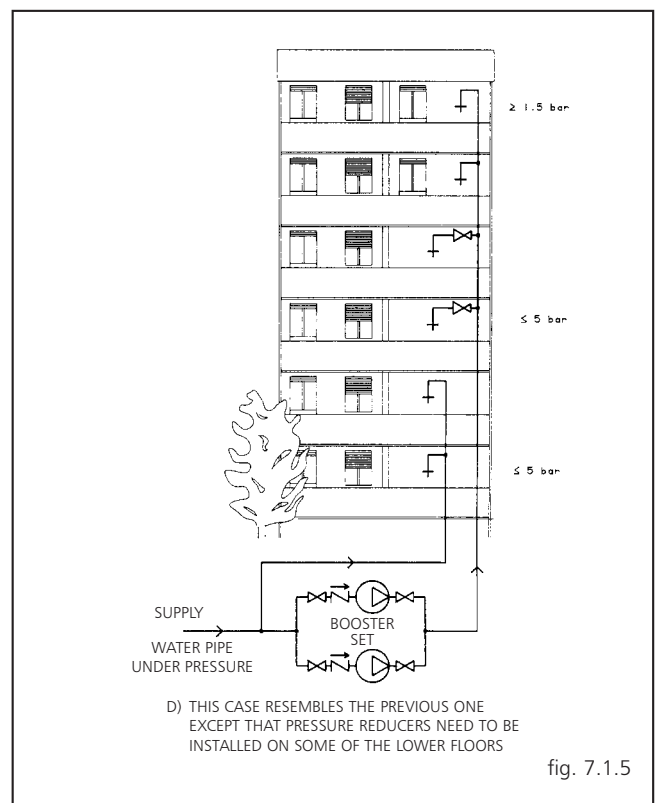 ≥ 1.5 bar
≤ 5 bar
≤ 5 bar
SUPPLY
WATER PIPE
UNDER PRESSURE
BOOSTER
SET
D) THIS CASE RESEMBLES THE PREVIOUS ONE
EXCEPT THAT PRESSURE REDUCERS NEED TO BE
INSTALLED ON SOME OF THE LOWER FLOORS
fig. 7.1.5